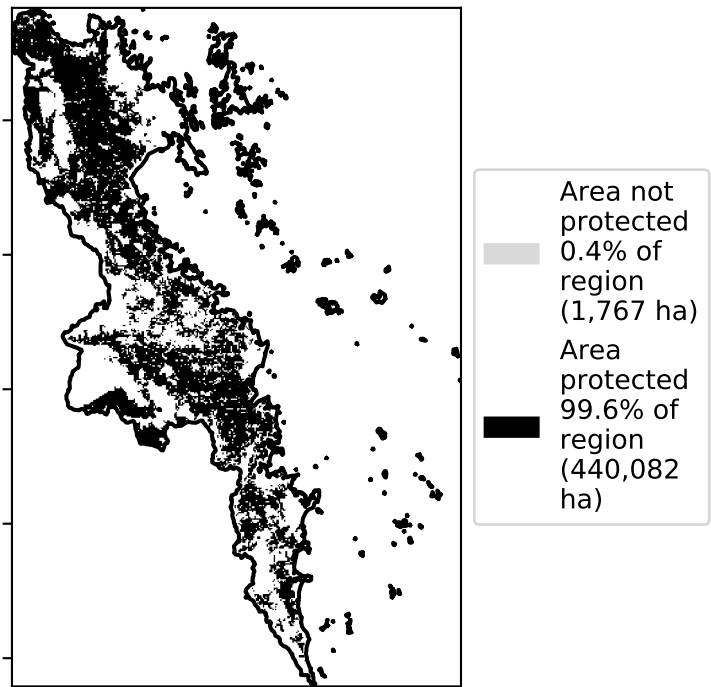 Area not
protected
0.4% of
region
(1,767 ha)
Area
protected
99.6% of
region
(440,082
ha)